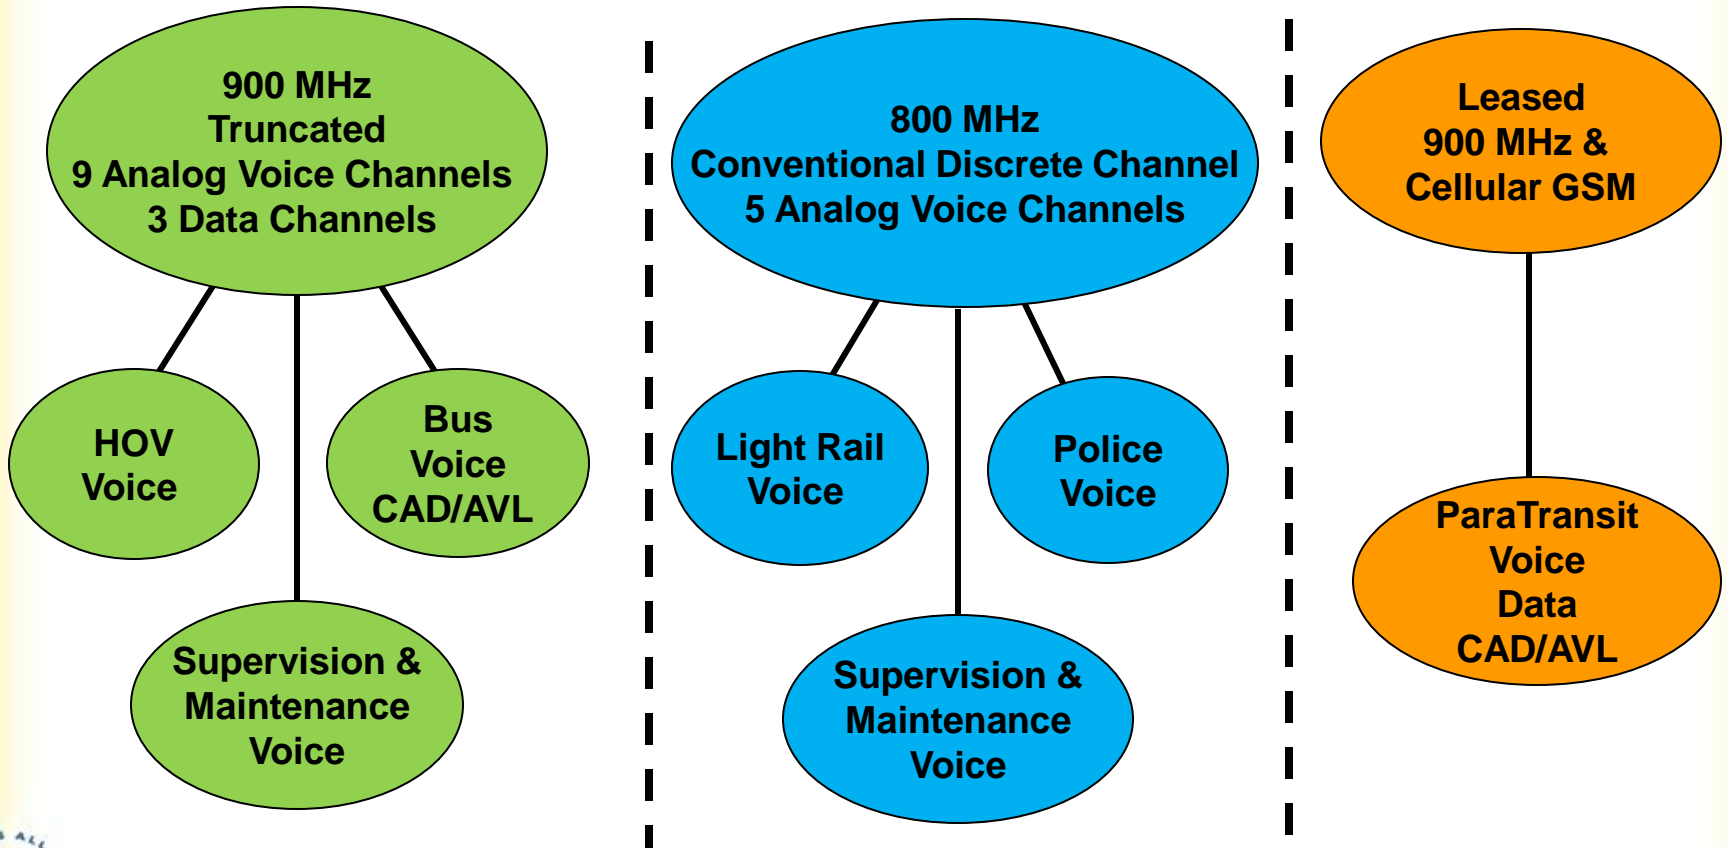 900 MHz
Truncated
9 Analog Voice Channels
3 Data Channels
HOV
Voice
Bus
Voice
CAD/AVL
Supervision &
Maintenance
Voice
800 MHz
Conventional Discrete Channel
5 Analog Voice Channels
Light Rail
Voice
Police
Voice
Supervision &
Maintenance
Voice
Leased
900 MHz &
Cellular GSM
ParaTransit
Voice
Data
CAD/AVL
ALL